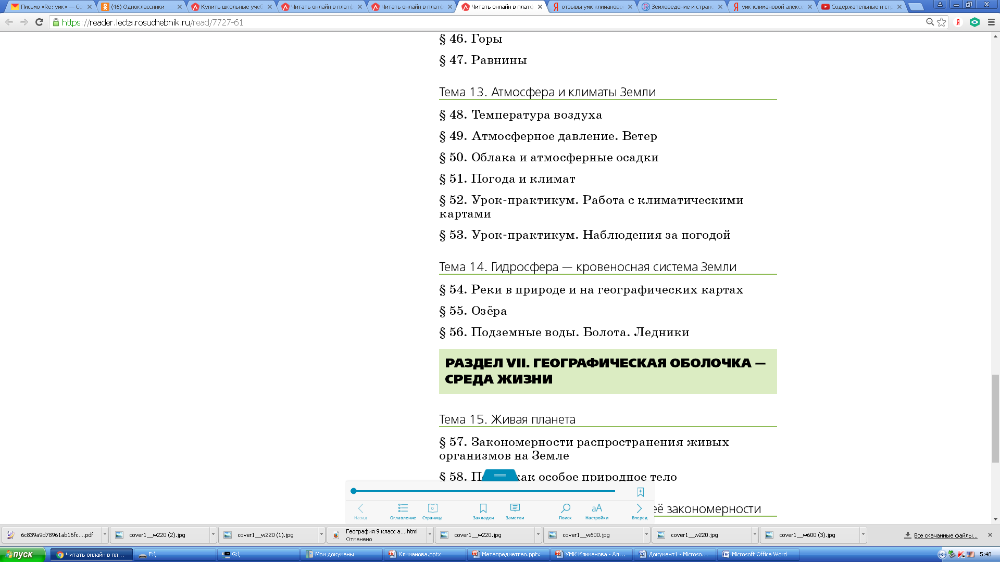 Письмо «Re: умк» — Co
(46) Одноклассники
Купить школьные учеб
Читать онлайн в плат
Читать онлайн в плат
Читать онлайн в плат
отзывы умк климаново
Землеведение и стран
умк климановой алексе
Содержательные и стр
https://reader.lecta.rosuchebnik.ru/read/7727-61
§ 46. Горы
§ 47. Равнины
Тема 13. Атмосфера и климаты Земли
§ 48. Температура воздуха
§ 49. Атмосферное давление. Ветер
§ 50. Облака и атмосферные осадки
§ 51. Погода и климат
§ 52. Урок-практикум. Работа с климатическими
картами
§ 53. Урок-практикум. Наблюдения за погодой
Тема 14. Гидросфера — кровеносная система Земли
§ 54. Реки в природе и на географических картах
§ 55. Озёра
§ 56. Подземные воды. Болота. Ледники
РАЗДЕЛ VII. ГЕОГРАФИЧЕСКАЯ ОБОЛОЧКА —
СРЕДА ЖИЗНИ
Тема 15. Живая планета
§ 57. Закономерности распространения живых
организмов на Земле
§ 58. как особое природное тело
её закономерности
Назад
Оглавление
0
Страница
Закладки
Заметки
Поиск
аА
Настройки
Вперед
6c839a9d78961ab16fc....pdf
cover1__w220 (2).jpg
cover1__w220 (1).jpg
География 9 класс а....html
Отменено
cover1__w220.jpg
cover1__w600.jpg
cover1__w220.jpg
cover1__w600 (3).jpg
Все скачанные файлы...
пуск
Читать онлайн в пл...
F:\
G:\
Мои докумены
Климанова.pptx
Метапредметгео.pptx
УМК Климанова - Ал...
Документ1 - Microso...
Microsoft Office Word
5:48